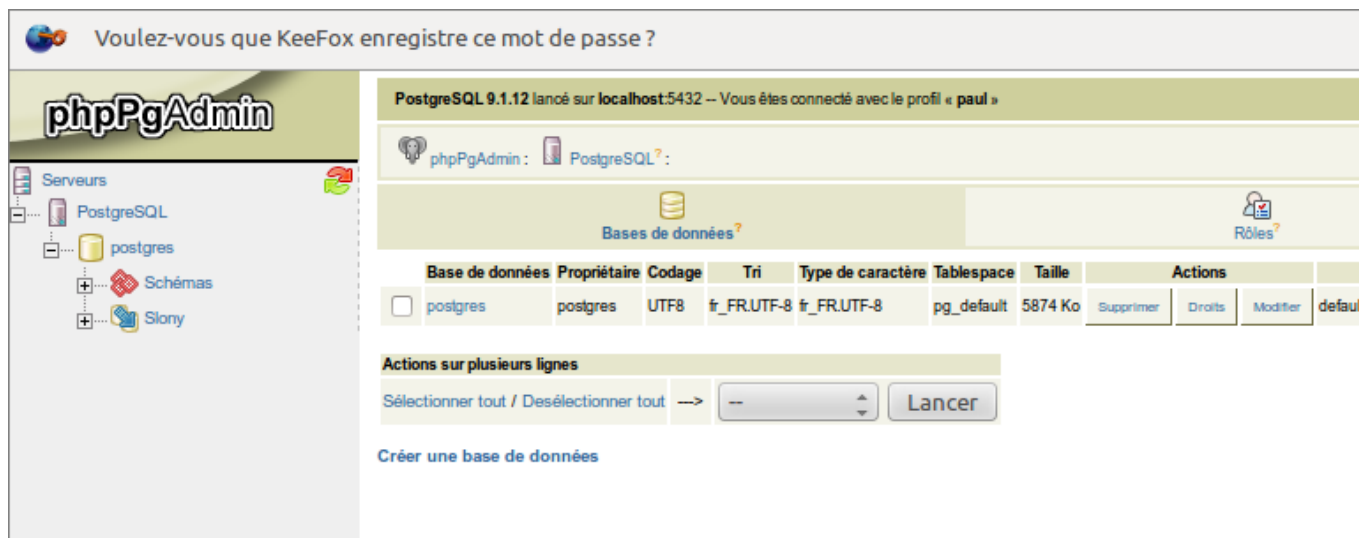 Voulez-vous que KeeFox enregistre ce mot de passe ?
phpPgAdmin
Serveurs
PostgreSQL
postgres
Schémas
Slony
PostgreSQL 9.1.12 lancé sur localhost:5432 -- Vous êtes connecté avec le profil « paul »
phpPgAdmin : PostgreSQL? :
Bases de données? Rôles?
Base de données Propriétaire Codage Tri Type de caractère Tablespace Taille Actions
postgres postgres UTF8 fr_FR.UTF-8 fr_FR.UTF-8 pg_default 5874 Ko Supprimer Droits Modifier defaul
Actions sur plusieurs lignes
Sélectionner tout / Desélectionner tout ---> -- Lancer
Créer une base de données